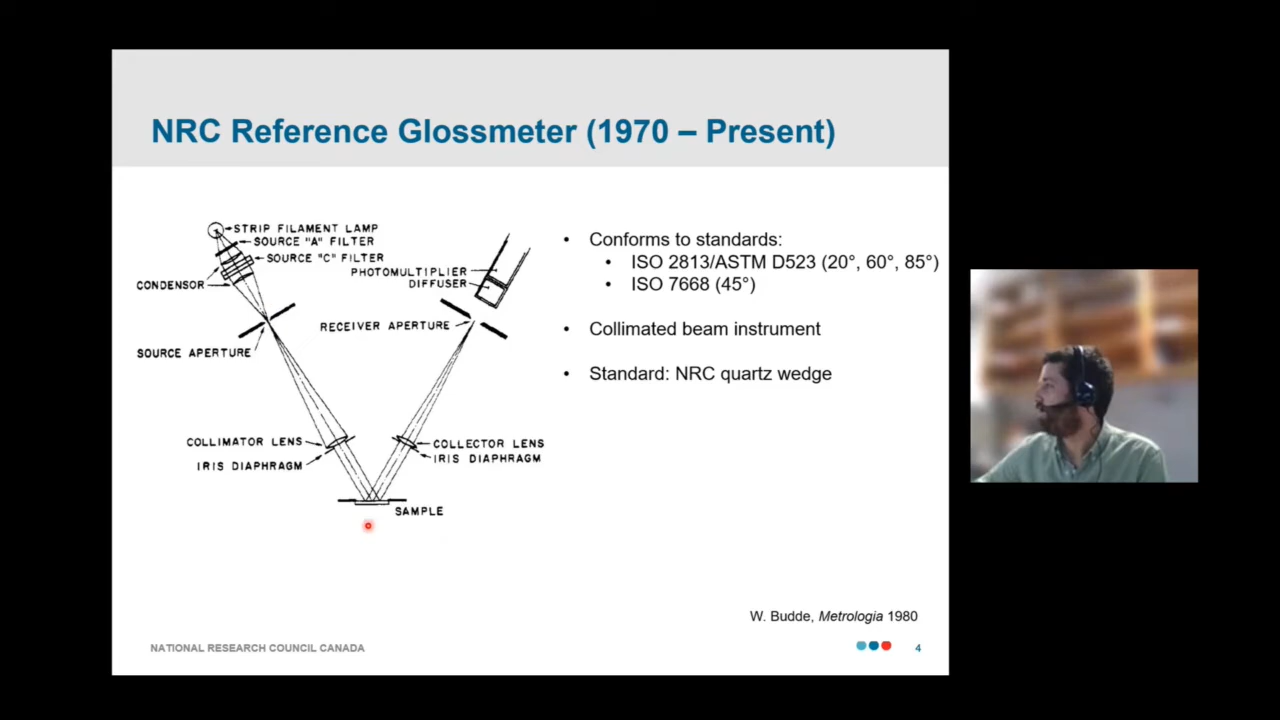 NRC Reference Glossmeter (1970 – Present)
STRIP FILAMENT LAMP
SOURCE "A" FILTER
SOURCE "C" FILTER
CONDENSOR
PHOTOMULTIPLIER
DIFFUSER
RECEIVER APERTURE
SOURCE APERTURE
COLLIMATOR LENS
IRIS DIAPHRAGM
COLLECTOR LENS
IRIS DIAPHRAGM
SAMPLE
• Conforms to standards:
• ISO 2813/ASTM D523 (20°, 60°, 85°)
• ISO 7668 (45°)
• Collimated beam instrument
• Standard: NRC quartz wedge
W. Budde, Metrologia 1980
NATIONAL RESEARCH COUNCIL CANADA
4